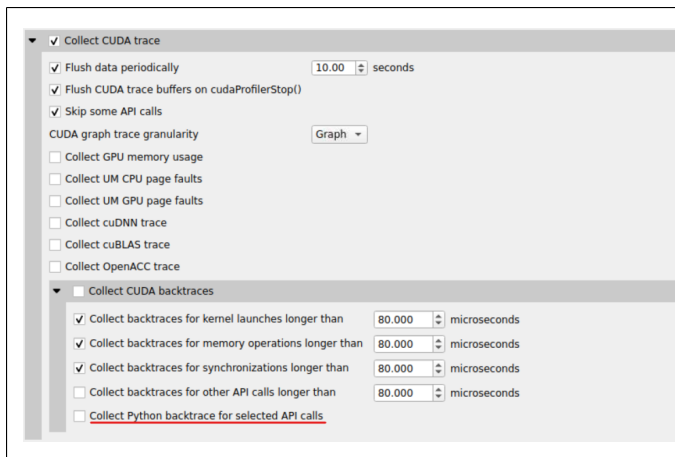 Collect CUDA trace
Flush data periodically 10.00 seconds
Flush CUDA trace buffers on cudaProfilerStop()
Skip some API calls
CUDA graph trace granularity Graph
Collect GPU memory usage
Collect UM CPU page faults
Collect UM GPU page faults
Collect cuDNN trace
Collect cuBLAS trace
Collect OpenACC trace
Collect CUDA backtraces
Collect backtraces for kernel launches longer than 80.000 microseconds
Collect backtraces for memory operations longer than 80.000 microseconds
Collect backtraces for synchronizations longer than 80.000 microseconds
Collect backtraces for other API calls longer than 80.000 microseconds
Collect Python backtrace for selected API calls